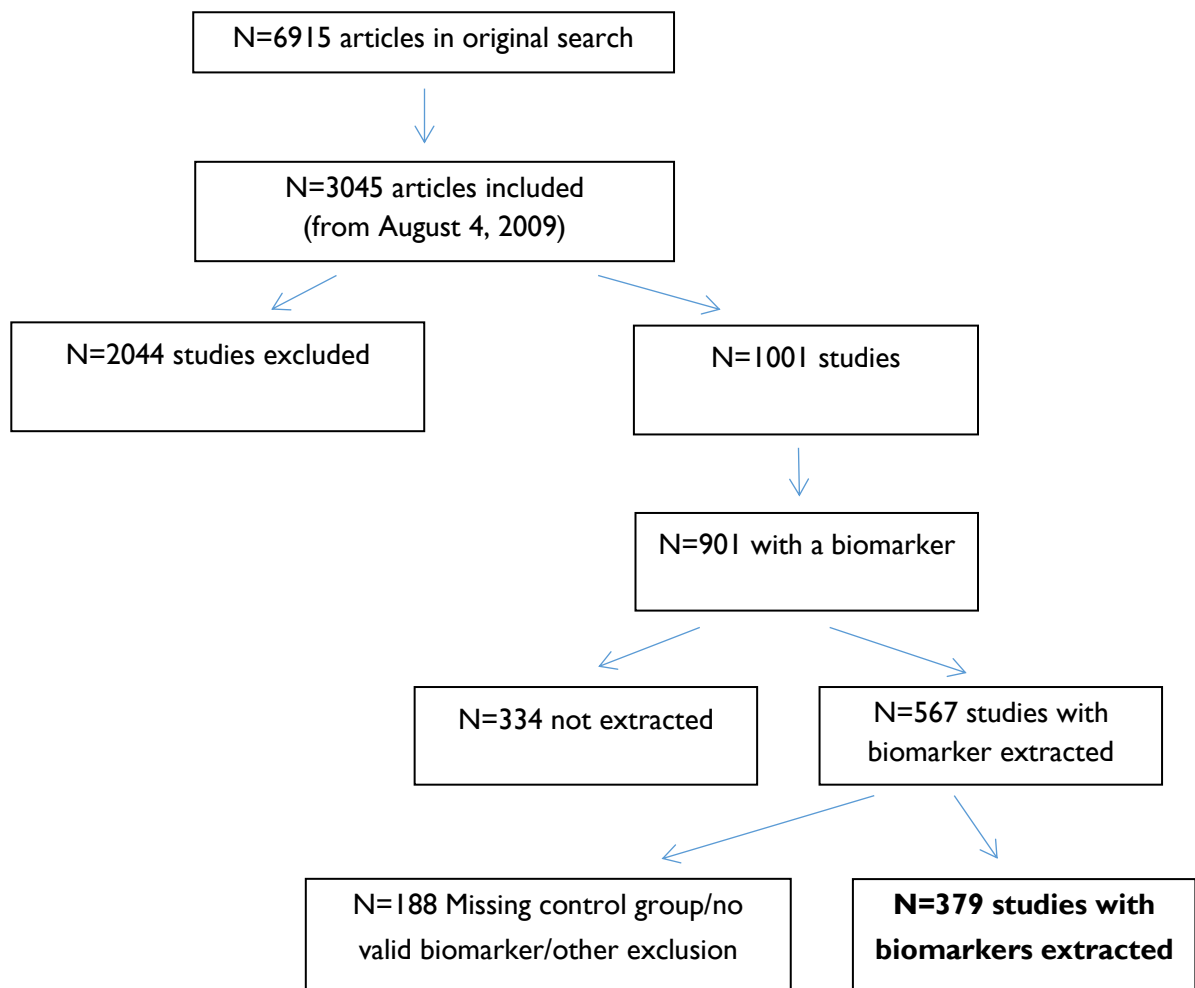 N=6915 articles in original search
N=3045 articles included
(from August 4, 2009)
N=2044 studies excluded
N=1001 studies
N=901 with a biomarker
N=334 not extracted
N=567 studies with
biomarker extracted
N=188 Missing control group/no
valid biomarker/other exclusion
N=379 studies with
biomarkers extracted